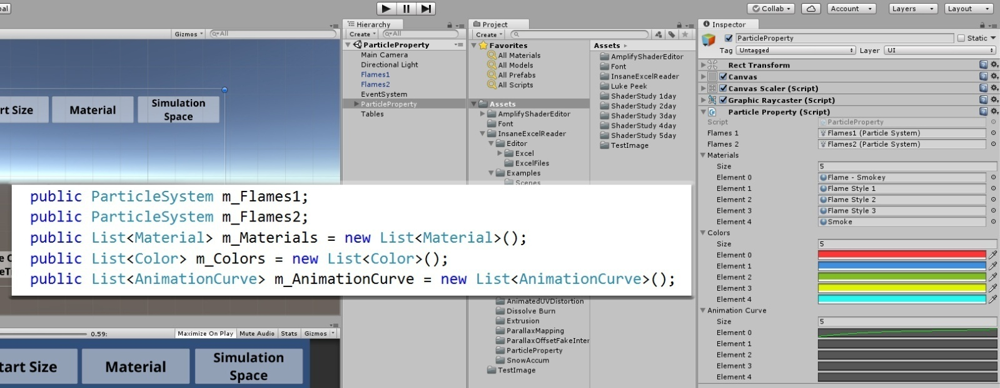 Collab
Account
Layers
Layout
Gizmos
All
rt Size
Material
Simulation
Space
Hierarchy
Create
All
ParticleProperty
Main Camera
Directional Light
Flames1
Flames2
EventSystem
ParticleProperty
Tables
Project
Create
Favorites
All Materials
All Models
All Prefabs
All Scripts
Assets
AmplifyShaderEditor
Font
InsaneExcelReader
Editor
Excel
ExcelFiles
Examples
Scenes
Assets
AmplifyShaderEditor
Font
InsaneExcelReader
Luke Peek
ShaderStudy 1day
ShaderStudy 2day
ShaderStudy 3day
ShaderStudy 4day
ShaderStudy 5day
TestImage
public ParticleSystem m_Flames1;
public ParticleSystem m_Flames2;
public List<Material> m_Materials = new List<Material>();
public List<Color> m_Colors = new List<Color>();
public List<AnimationCurve> m_AnimationCurve = new List<AnimationCurve>();
AnimatedUVDistortion
Dissolve Burn
Extrusion
ParallaxMapping
ParallaxOffsetFakeInter
ParticleProperty
SnowAccum
TestImage
0.59:
Maximize On Play
Mute Audio
Stats
Gizmos
tart Size
Material
Simulation
Space
Inspector
ParticleProperty
Static
Tag Untagged
Layer UI
Rect Transform
Canvas
Canvas Scaler (Script)
Graphic Raycaster (Script)
Particle Property (Script)
Script ParticleProperty
Flames 1 Flames1 (Particle System)
Flames 2 Flames2 (Particle System)
Materials
Size 5
Element 0 Flame - Smokey
Element 1 Flame Style 1
Element 2 Flame Style 2
Element 3 Flame Style 3
Element 4 Smoke
Colors
Size 5
Element 0
Element 1
Element 2
Element 3
Element 4
Animation Curve
Size 5
Element 0
Element 1
Element 2
Element 3
Element 4